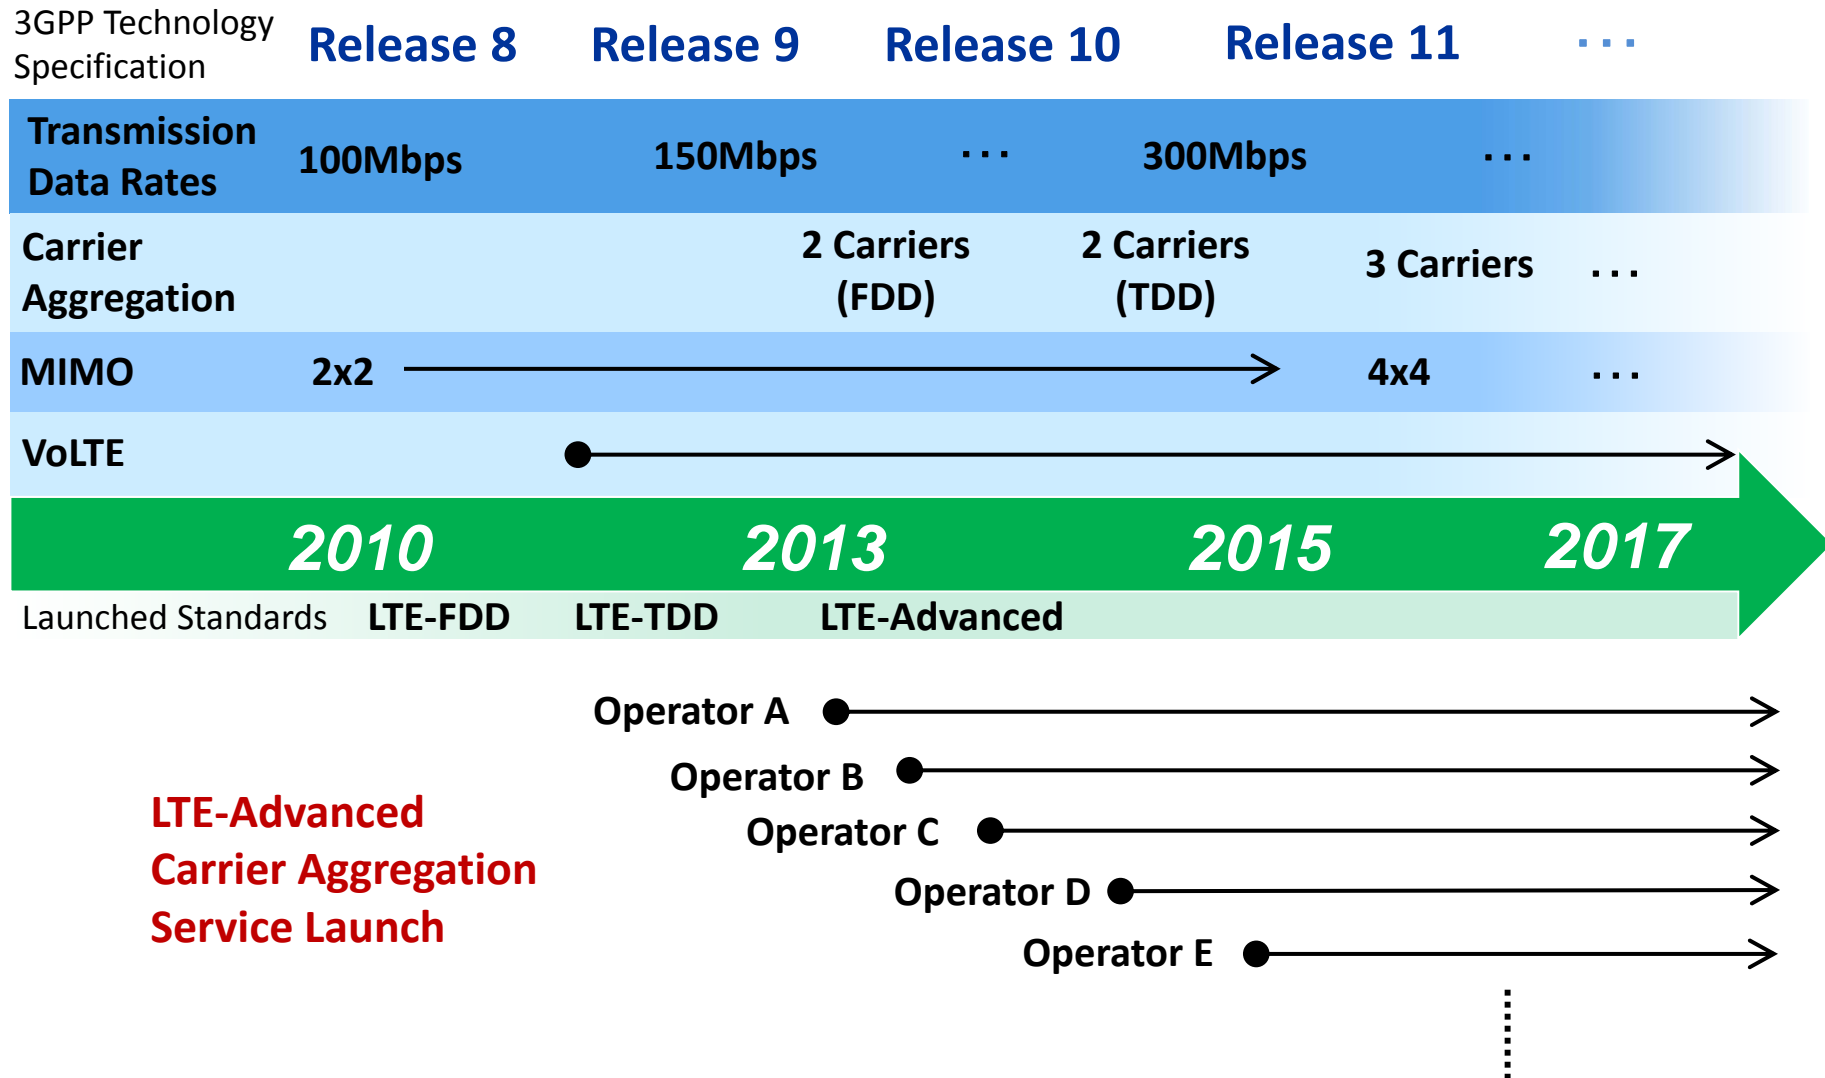 3GPP Technology
Specification
Release 8
Release 9
Release 10
Release 11
...
Transmission
Data Rates
100Mbps
150Mbps
...
300Mbps
...
Carrier
Aggregation
2 Carriers
(FDD)
2 Carriers
(TDD)
3 Carriers
...
MIMO
2x2
4x4
...
VoLTE
2010
2013
2015
2017
Launched Standards
LTE-FDD
LTE-TDD
LTE-Advanced
Operator A
Operator B
Operator C
Operator D
Operator E
LTE-Advanced
Carrier Aggregation
Service Launch